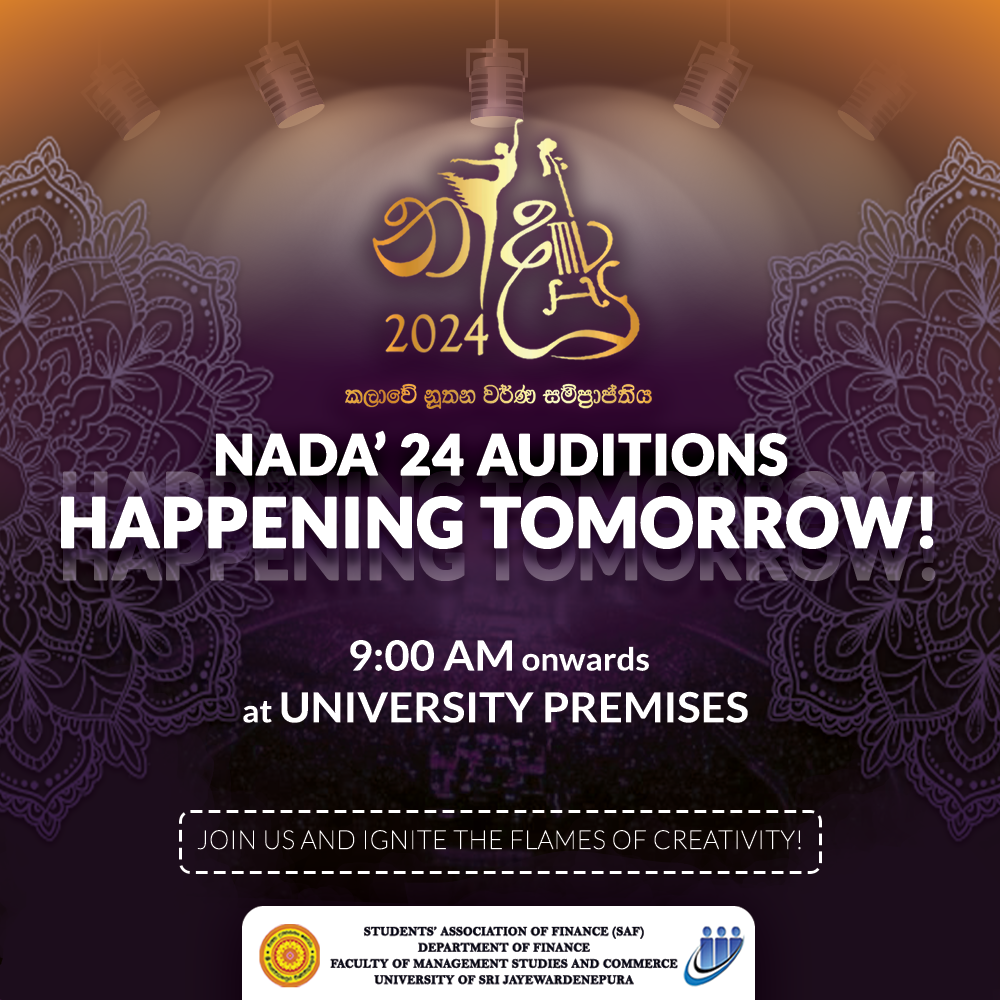 නාද
2024
කලාවේ නූතන වර්ණ සම්ප්‍රාප්තිය
NADA' 24 AUDITIONS
HAPPENING TOMORROW!
9:00 AM onwards
at UNIVERSITY PREMISES
JOIN US AND IGNITE THE FLAMES OF CREATIVITY!
STUDENTS' ASSOCIATION OF FINANCE (SAF)
DEPARTMENT OF FINANCE
FACULTY OF MANAGEMENT STUDIES AND COMMERCE
UNIVERSITY OF SRI JAYEWARDENEPURA